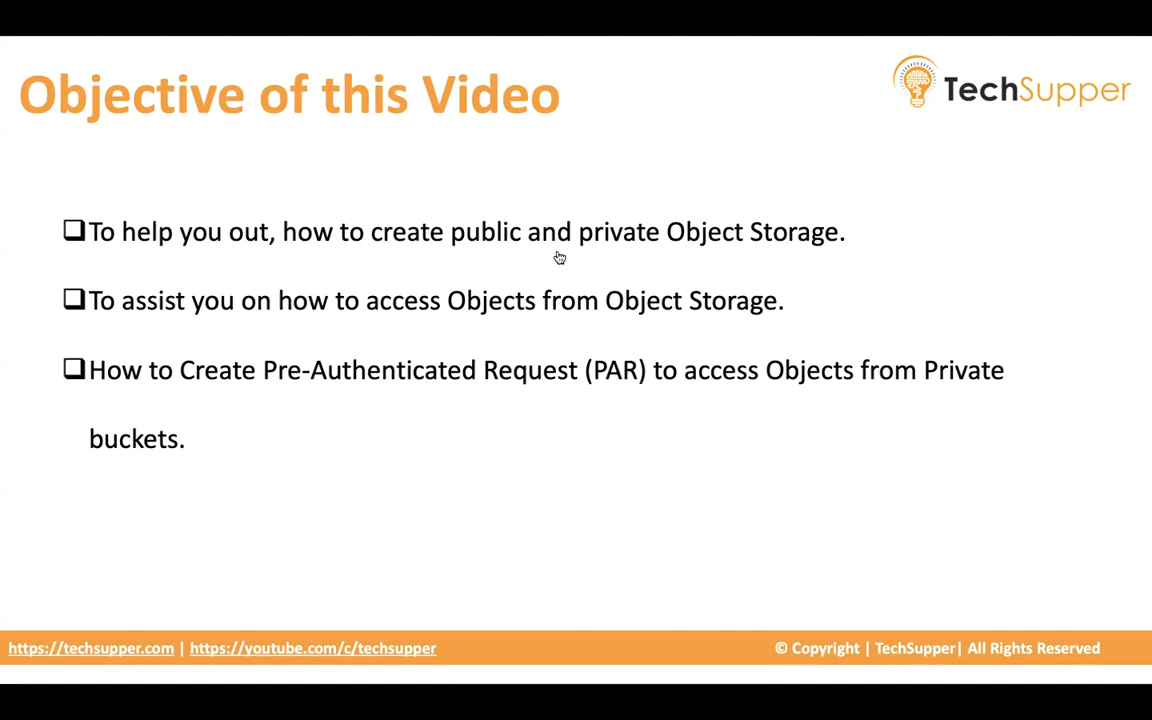 Objective of this Video
TechSupper
To help you out, how to create public and private Object Storage.
To assist you on how to access Objects from Object Storage.
How to Create Pre-Authenticated Request (PAR) to access Objects from Private
buckets.
https://techsupper.com | https://youtube.com/c/techsupper
© Copyright | TechSupper| All Rights Reserved